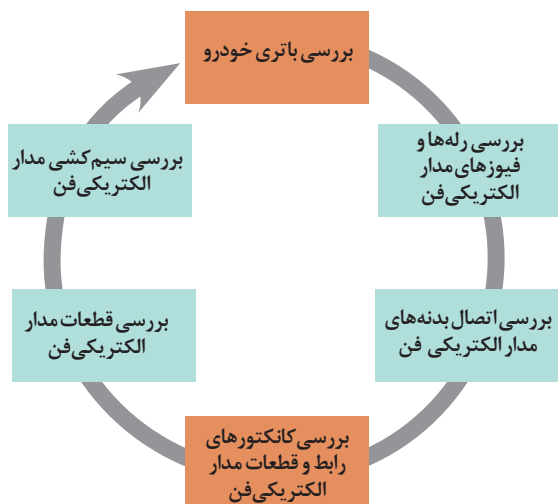 بررسی باتری خودرو
بررسی رله‌ها و
فیوزهای مدار
الکتریکی‌فن
بررسی اتصال بدنه‌های
مدار الکتریکی فن
بررسی کانکتورهای
رابط و قطعات مدار
الکتریکی‌فن
بررسی قطعات مدار
الکتریکی‌فن
بررسی سیم‌کشی مدار
الکتریکی‌فن